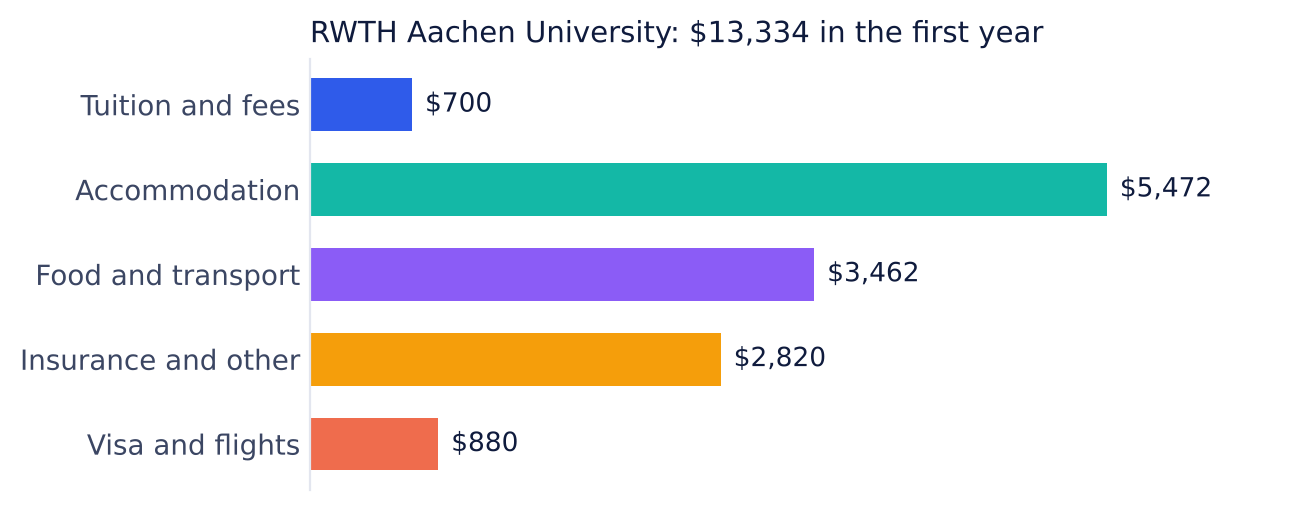 RWTH Aachen University: $13,334 in the first year
Tuition and fees $700
Accommodation $5,472
Food and transport $3,462
Insurance and other $2,820
Visa and flights $880